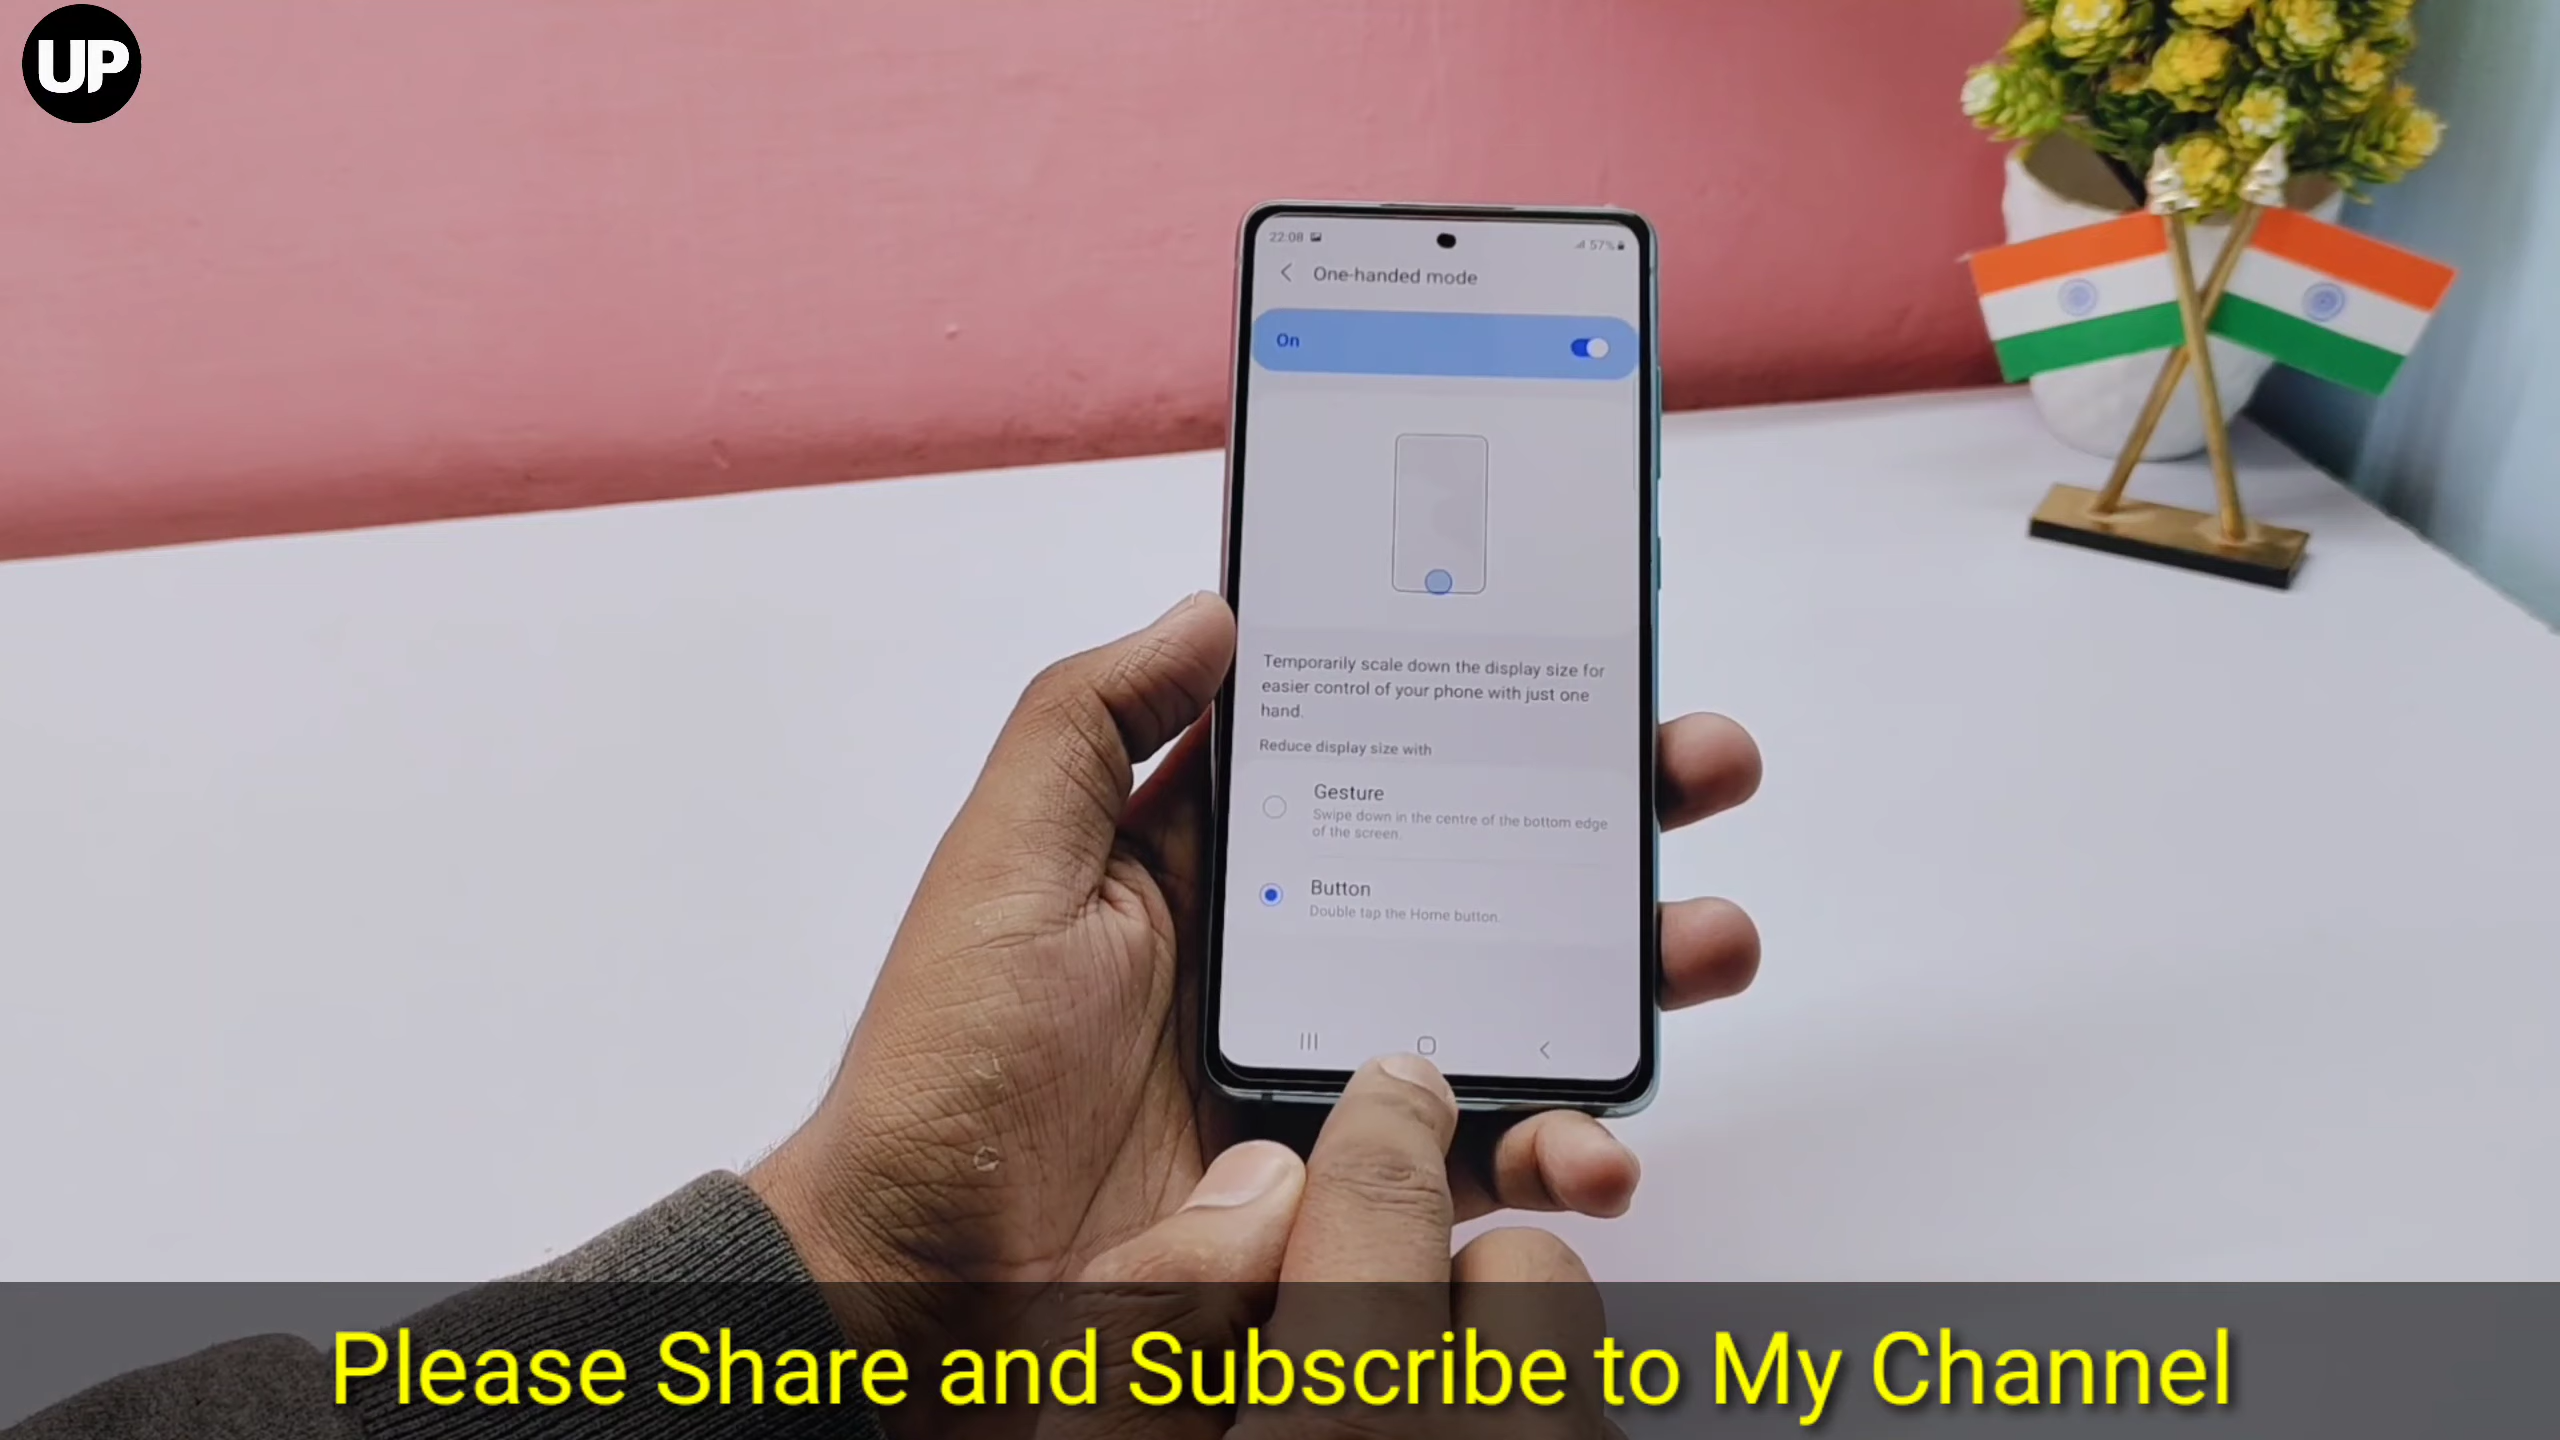 UP
22:08
57%
One-handed mode
On
Temporarily scale down the display size for
easier control of your phone with just one
hand.
Reduce display size with
Gesture
Swipe down in the centre of the bottom edge
of the screen.
Button
Double tap the Home button.
Please Share and Subscribe to My Channel